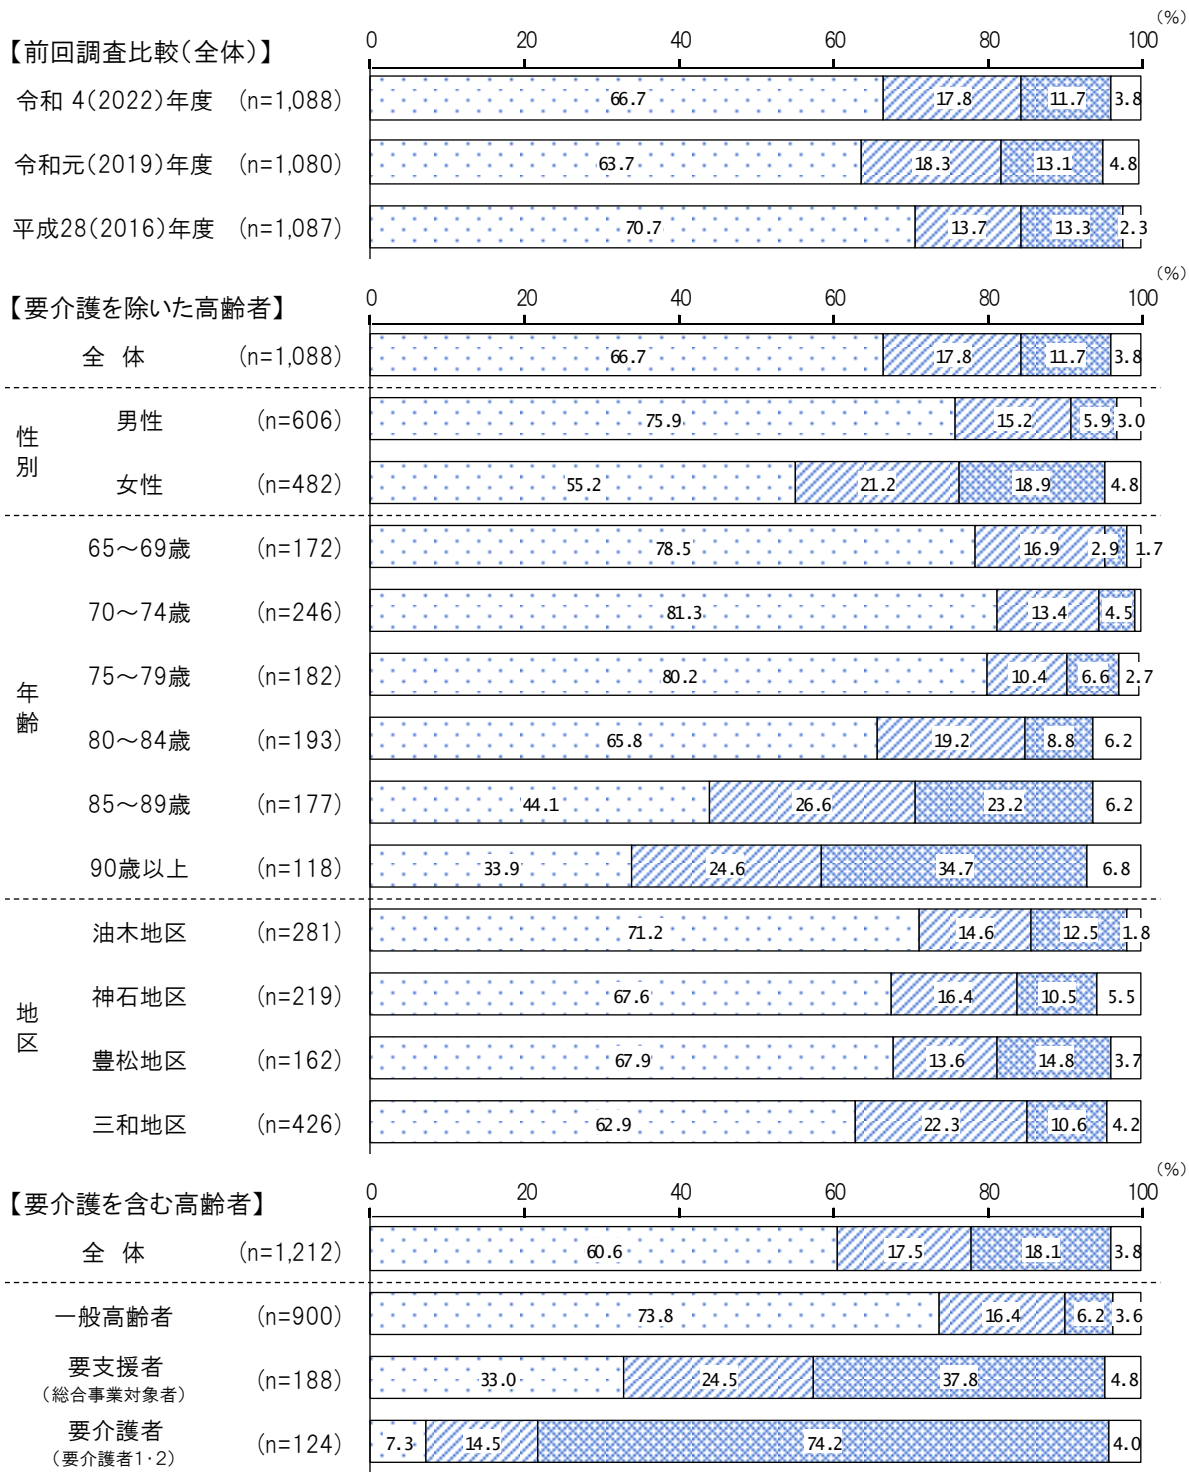 (%)
【前回調査比較(全体)】 0 20 40 60 80 100
令和 4(2022)年度 (n=1,088) 66.7 17.8 11.7 3.8
令和元(2019)年度 (n=1,080) 63.7 18.3 13.1 4.8
平成28(2016)年度 (n=1,087) 70.7 13.7 13.3 2.3
(%)
【要介護を除いた高齢者】 0 20 40 60 80 100
全 体 (n=1,088) 66.7 17.8 11.7 3.8
性別
男性 (n=606) 75.9 15.2 5.9 3.0
女性 (n=482) 55.2 21.2 18.9 4.8
年齢
65～69歳 (n=172) 78.5 16.9 2.9 1.7
70～74歳 (n=246) 81.3 13.4 4.5
75～79歳 (n=182) 80.2 10.4 6.6 2.7
80～84歳 (n=193) 65.8 19.2 8.8 6.2
85～89歳 (n=177) 44.1 26.6 23.2 6.2
90歳以上 (n=118) 33.9 24.6 34.7 6.8
地区
油木地区 (n=281) 71.2 14.6 12.5 1.8
神石地区 (n=219) 67.6 16.4 10.5 5.5
豊松地区 (n=162) 67.9 13.6 14.8 3.7
三和地区 (n=426) 62.9 22.3 10.6 4.2
(%)
【要介護を含む高齢者】 0 20 40 60 80 100
全 体 (n=1,212) 60.6 17.5 18.1 3.8
一般高齢者 (n=900) 73.8 16.4 6.2 3.6
要支援者 (n=188) 33.0 24.5 37.8 4.8
(総合事業対象者)
要介護者 (n=124) 7.3 14.5 74.2 4.0
(要介護者1・2)